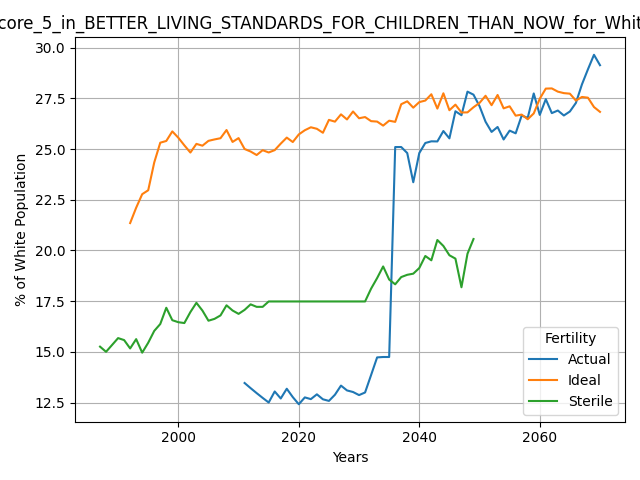 core_5_in_BETTER_LIVING_STANDARDS_FOR_CHILDREN_THAN_NOW_for_Whit
30.0
27.5
25.0
22.5
20.0
17.5
15.0
12.5
% of White Population
Fertility
Actual
Ideal
Sterile
2000 2020 2040 2060
Years